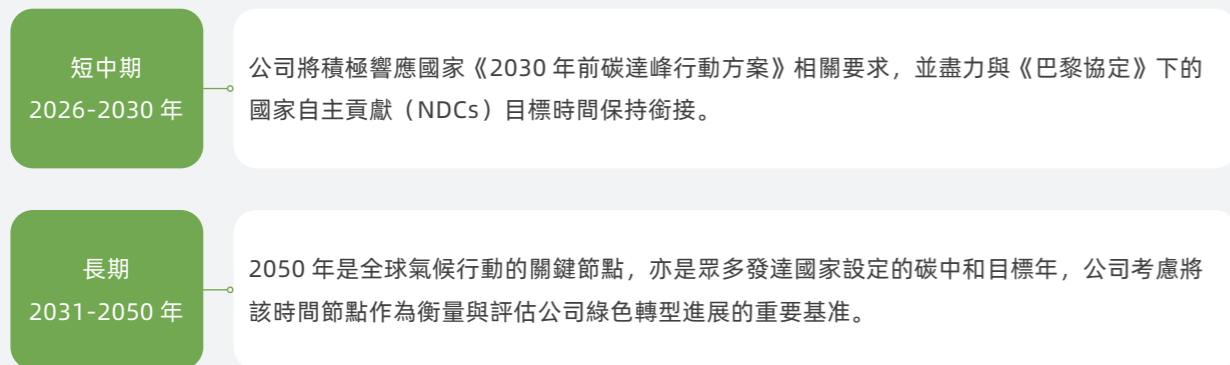 短中期
2026-2030 年
公司將積極響應國家《2030 年前碳達峰行動方案》相關要求，並盡力與《巴黎協定》下的
國家自主貢獻（NDCs）目標時間保持銜接。
長期
2031-2050 年
2050 年是全球氣候行動的關鍵節點，亦是眾多發達國家設定的碳中和目標年，公司考慮將
該時間節點作為衡量與評估公司綠色轉型進展的重要基准。